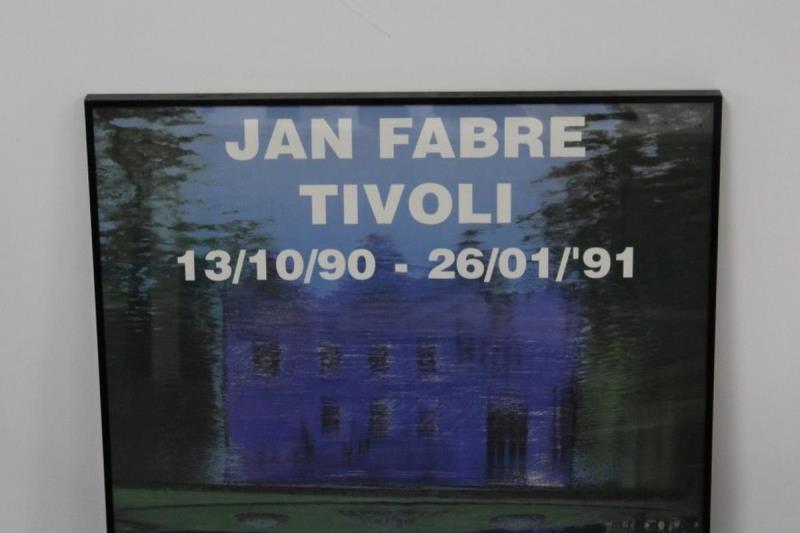 JAN FABRE
TIVOLI
13/10/90 - 26/01/'91